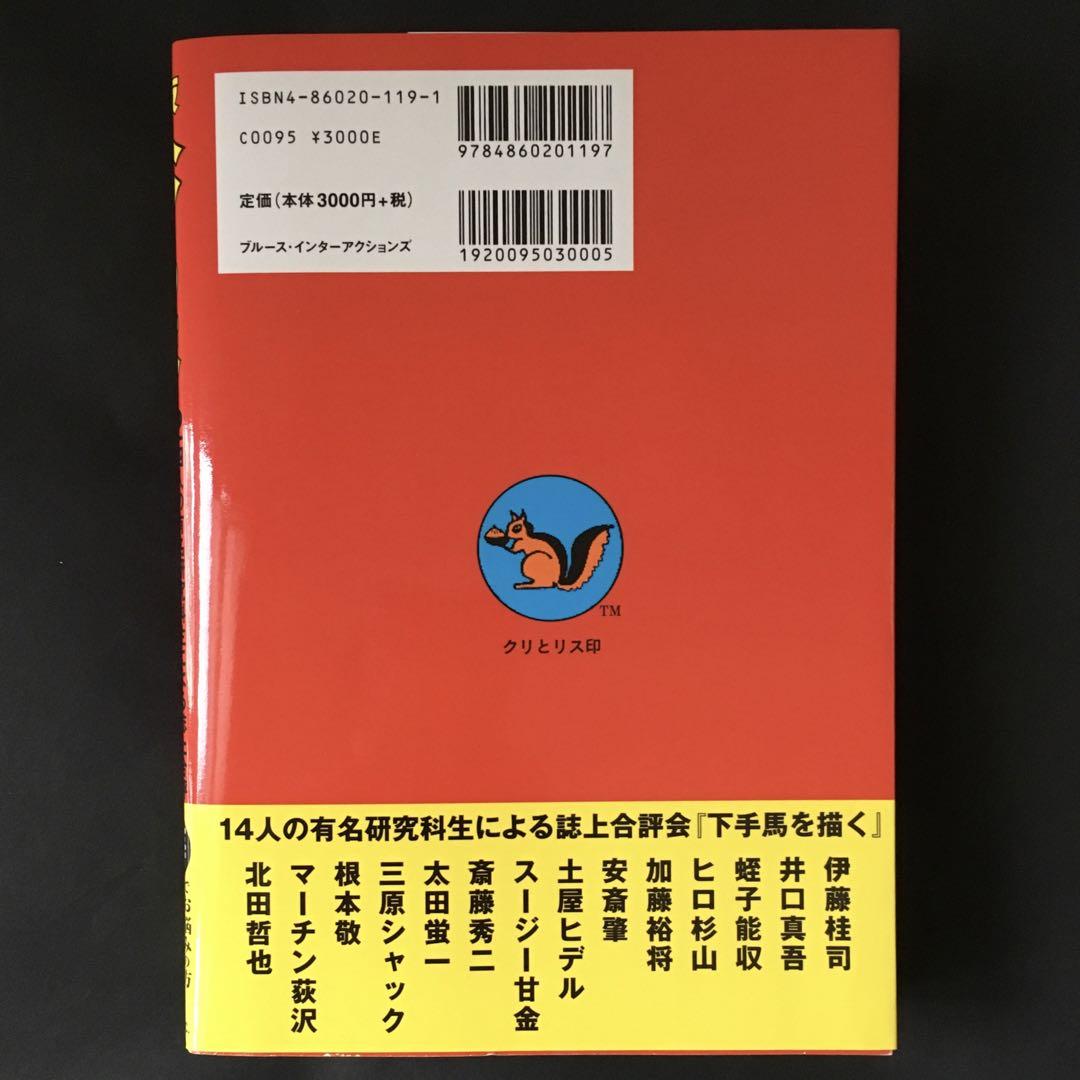 ISBN4-86020-119-1
C0095 ¥3000E
9784860201197
定価(本体3000円+税)
ブルース・インターアクションズ
1920095030005
TM
クリとリス印
14人の有名研究科生による誌上合評会『下手馬を描く』
伊藤桂司
井口真吾
蛭子能収
ヒロ杉山
加藤裕将
安斎肇
土屋ヒデル
スージー甘金
斎藤秀二
太田蛍一
三原シャック
根本敬
マーチン荻沢
北田哲也
でお悩みの方